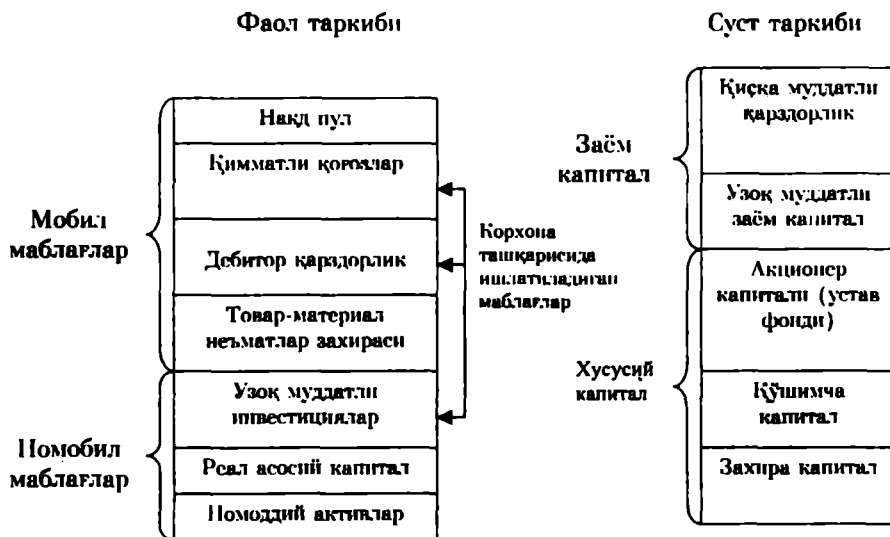 Фаол таркиби
Мобил
маблағлар
Номобил
маблағлар
Нақд пул
Қимматли қоғозлар
Дебитор қарздорлик
Товар-материал
неъматлар захираси
Узоқ муддатли
инвестициялар
Реал асосий капитал
Номоддий активлар
Корхона
ташқарисида
ишлатиладиган
маблағлар
Суст таркиби
Заём
капитал
Хусусий
капитал
Қисқа муддатли
қарздорлик
Узоқ муддатли
заём капитал
Акционер
капитали (устав
фонди)
Қўшимча
капитал
Захира капитал